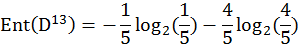 Ent(D¹³) = −1/5 log₂(1/5) − 4/5 log₂(4/5)